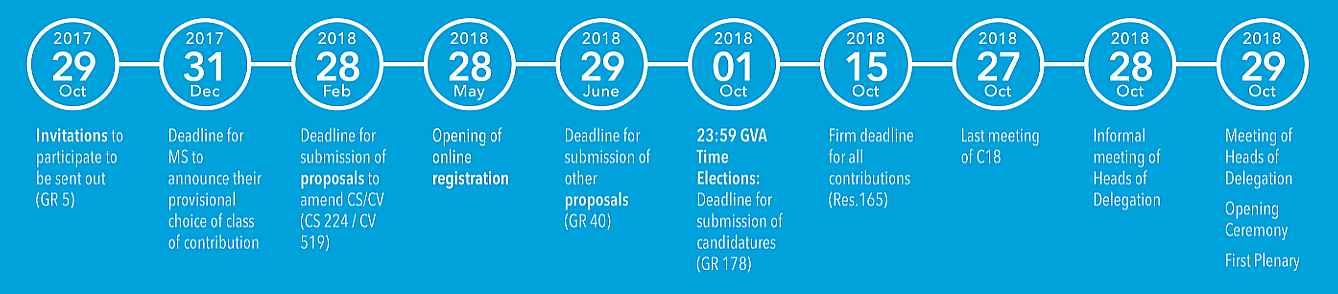 2017
29
Oct
Invitations to
participate to
be sent out
(GR 5)
2017
31
Dec
Deadline for
MS to
announce their
provisional
choice of class
of contribution
2018
28
Feb
Deadline for
submission of
proposals to
amend CS/CV
(CS 224 / CV
519)
2018
28
May
Opening of
online
registration
2018
29
June
Deadline for
submission of
other
proposals
(GR 40)
2018
01
Oct
23:59 GVA
Time
Elections:
Deadline for
submission of
candidatures
(GR 178)
2018
15
Oct
Firm deadline
for all
contributions
(Res.165)
2018
27
Oct
Last meeting
of C18
2018
28
Oct
Informal
meeting of
Heads of
Delegation
2018
29
Oct
Meeting of
Heads of
Delegation
Opening
Ceremony
First Plenary